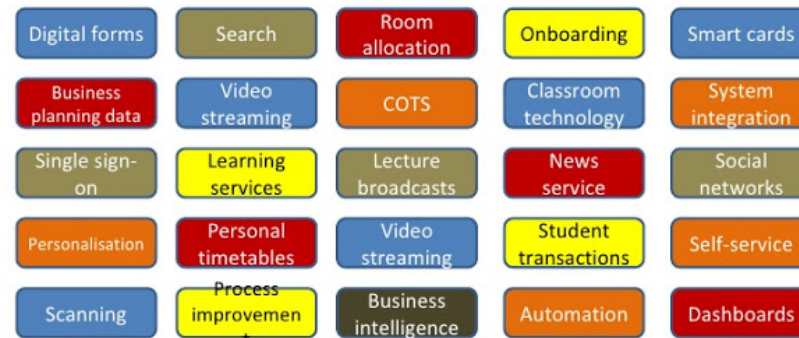 Digital forms
Search
Room
allocation
Onboarding
Smart cards
Business
planning data
Video
streaming
COTS
Classroom
technology
System
integration
Single sign-
on
Learning
services
Lecture
broadcasts
News
service
Social
networks
Personalisation
Personal
timetables
Video
streaming
Student
transactions
Self-service
Scanning
Process
improvemen
Business
intelligence
Automation
Dashboards